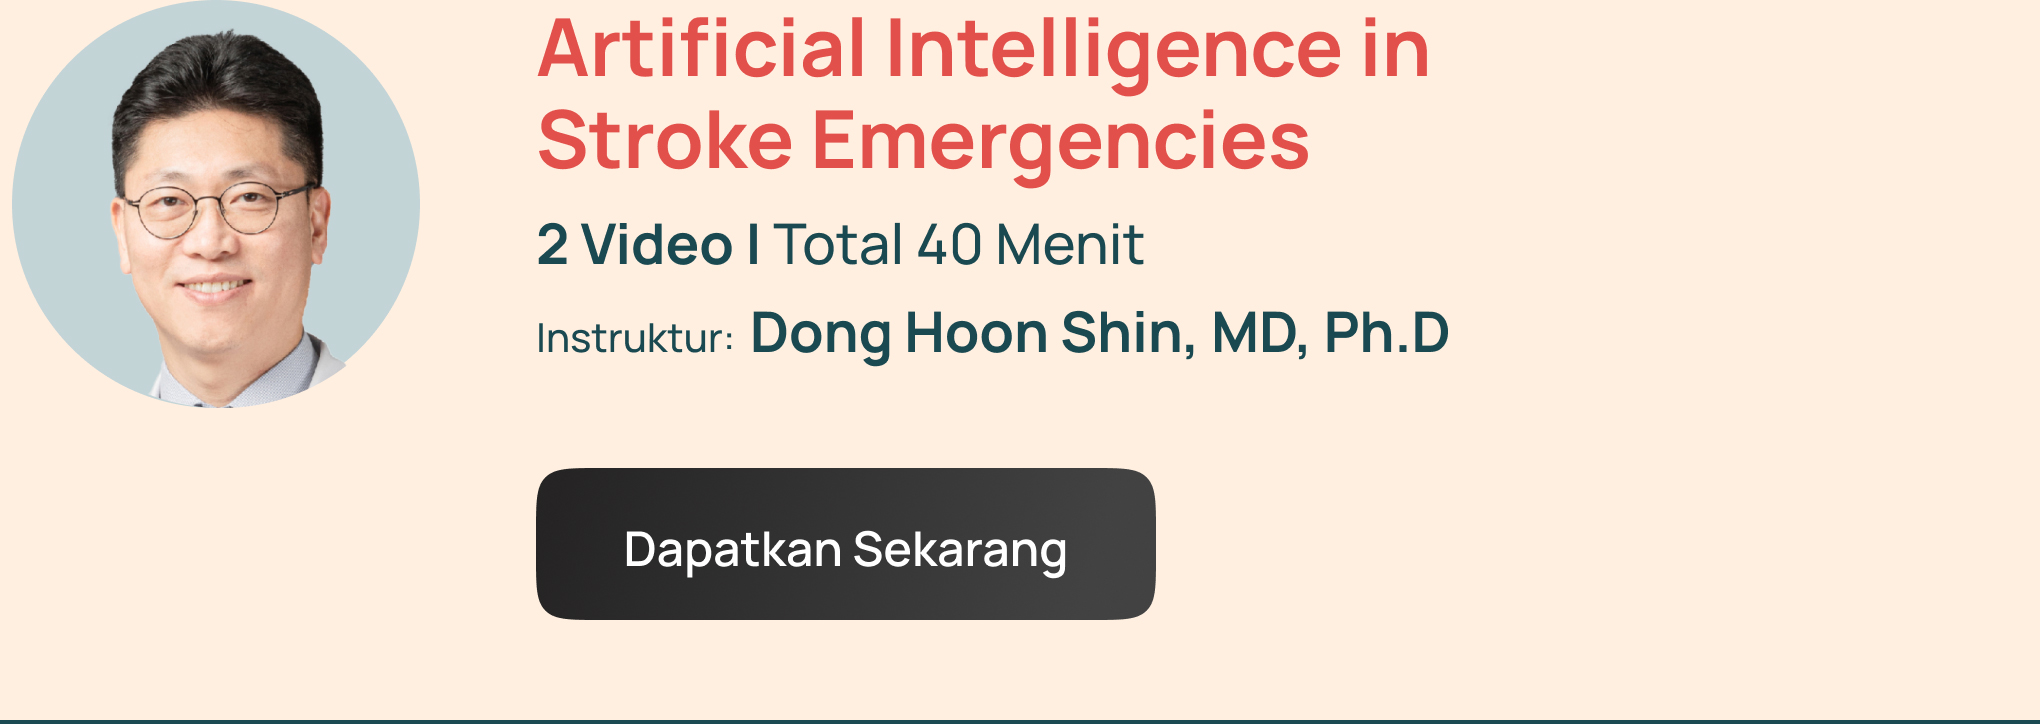 Artificial Intelligence in
Stroke Emergencies
2 Video | Total 40 Menit
Instruktur: Dong Hoon Shin, MD, Ph.D
Dapatkan Sekarang